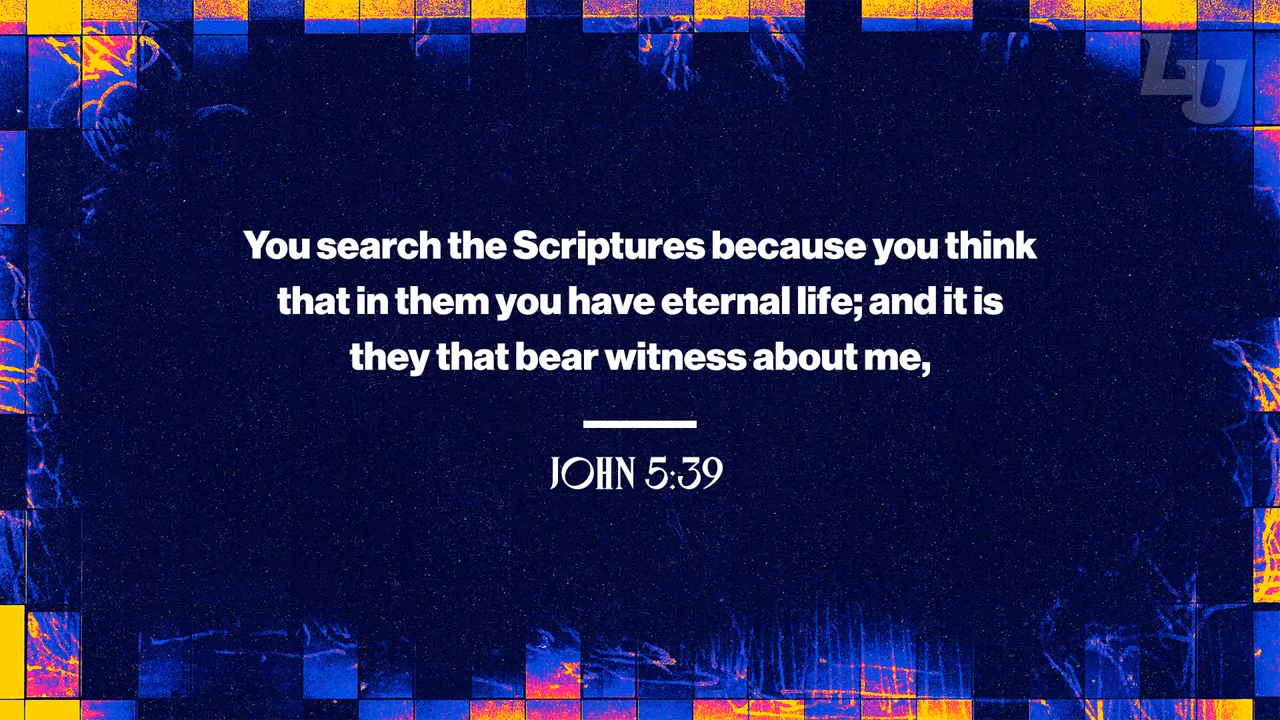 LU
You search the Scriptures because you think
that in them you have eternal life; and it is
they that bear witness about me,
JOHN 5:39